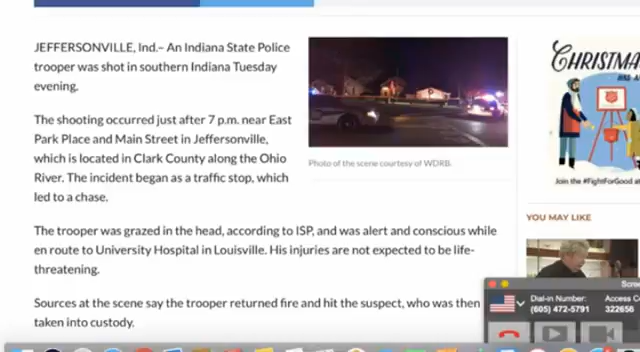 JEFFERSONVILLE, Ind.– An Indiana State Police
trooper was shot in southern Indiana Tuesday
evening.
The shooting occurred just after 7 p.m. near East
Park Place and Main Street in Jeffersonville,
which is located in Clark County along the Ohio
River. The incident began as a traffic stop, which
led to a chase.
Photo of the scene courtesy of WDRB.
The trooper was grazed in the head, according to ISP, and was alert and conscious while
en route to University Hospital in Louisville. His injuries are not expected to be life-
threatening.
Sources at the scene say the trooper returned fire and hit the suspect, who was then
taken into custody.
CHRISTMA
Join the #FightForGood at
YOU MAY LIKE
Scree
Dial-in Number:
(605) 472-5791
Access C
322656